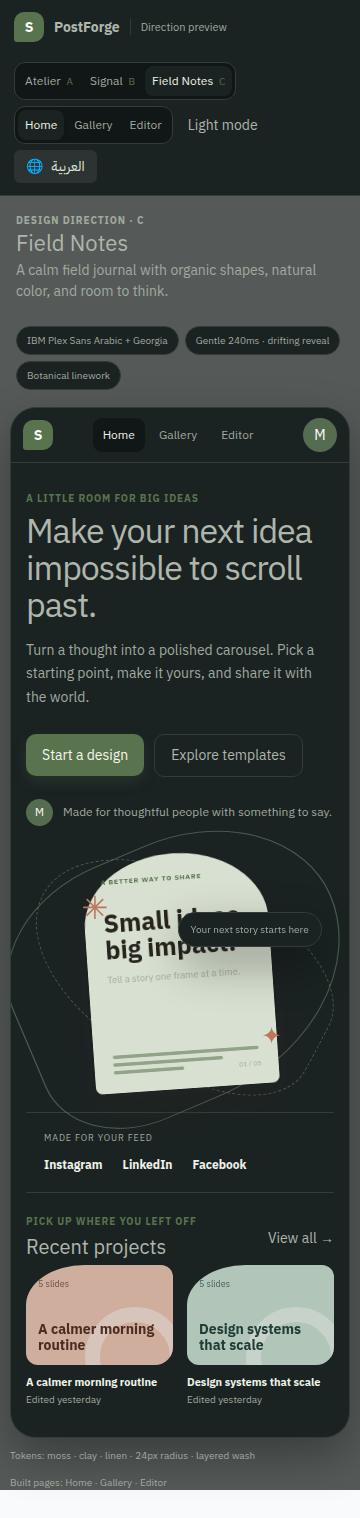 S PostForge Direction preview
Atelier A Signal B Field Notes C
Home Gallery Editor Light mode
العربية
DESIGN DIRECTION · C
Field Notes
A calm field journal with organic shapes, natural
color, and room to think.
IBM Plex Sans Arabic + Georgia Gentle 240ms · drifting reveal
Botanical linework
S Home Gallery Editor M
A LITTLE ROOM FOR BIG IDEAS
Make your next idea
impossible to scroll
past.
Turn a thought into a polished carousel. Pick a
starting point, make it yours, and share it with
the world.
Start a design Explore templates
M Made for thoughtful people with something to say.
BETTER WAY TO SHARE
Small
big impact.
Your next story starts here
Tell a story one frame at a time.
01 / 05
MADE FOR YOUR FEED
Instagram LinkedIn Facebook
PICK UP WHERE YOU LEFT OFF
Recent projects View all →
5 slides 5 slides
A calmer morning
routine
Design systems
that scale
A calmer morning routine Design systems that scale
Edited yesterday Edited yesterday
Tokens: moss · clay · linen · 24px radius · layered wash
Built pages: Home · Gallery · Editor